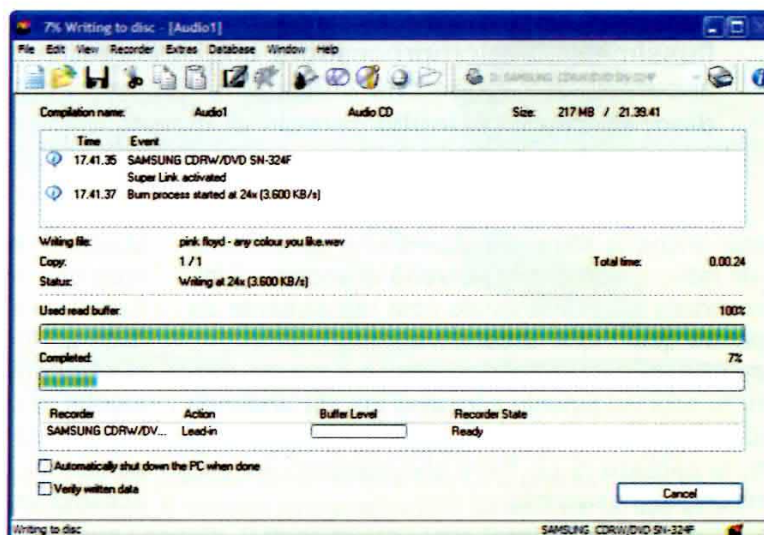 7% Writing to disc - [Audio1]
File Edit View Recorder Extras Database Window Help
D: SAMSUNG CDRW/DVD SN-324F
Compilation name: Audio1 Audio CD Size: 217 MB / 21.39.41
Time Event
17.41.35 SAMSUNG CDRW/DVD SN-324F
Super Link activated
17.41.37 Burn process started at 24x (3.600 KB/s)
Writing file: pink floyd - any colour you like.wav
Copy: 1 / 1 Total time: 0.00.24
Status: Writing at 24x (3.600 KB/s)
Used read buffer: 100%
Completed: 7%
Recorder Action Buffer Level Recorder State
SAMSUNG CDRW/DV... Lead-in Ready
Automatically shut down the PC when done
Verify written data
Cancel
Writing to disc SAMSUNG CDRW/DVD SN-324F